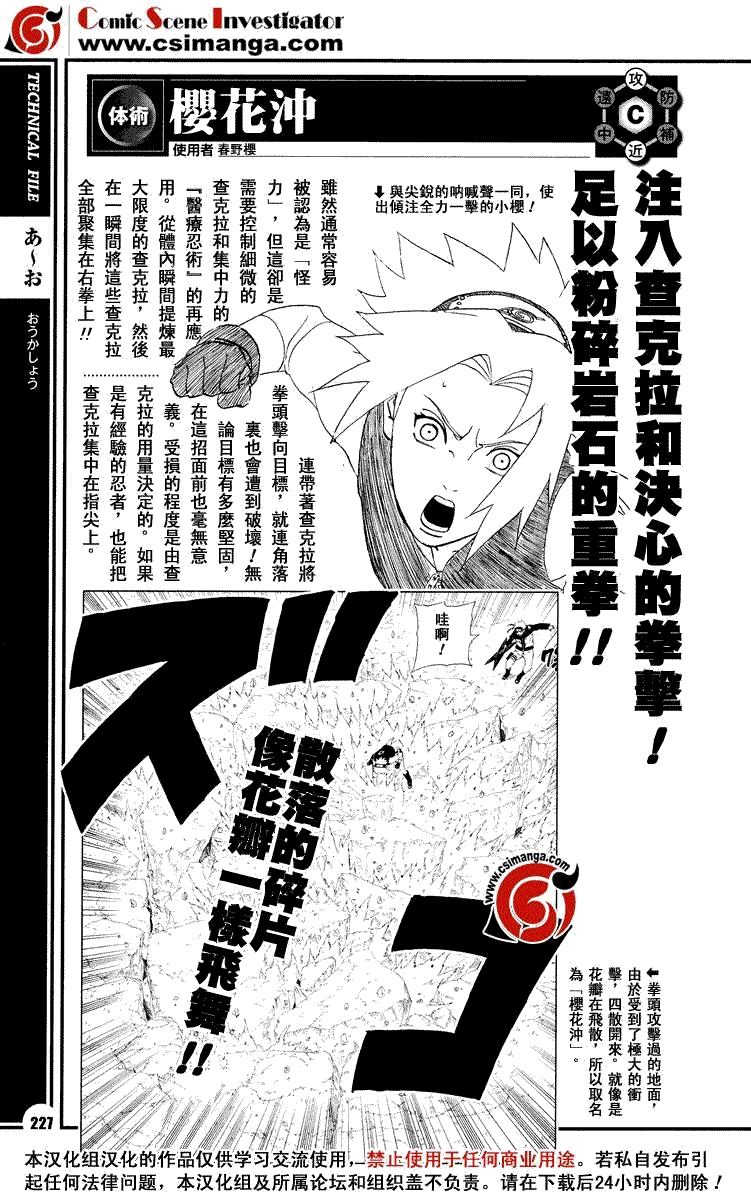 Comic Scene Investigator
www.csimanga.com
TECHNICAL FILE
あ〜お
おうかしょう
体術
櫻花沖
使用者 春野櫻
攻
防
補
近
中
遠
C
注入查克拉和決心的拳擊！
足以粉碎岩石的重拳!!
⬇與尖銳的吶喊聲一同，使
出傾注全力一擊的小櫻！
雖然通常容易
被認為是「怪
力」，但這卻是
需要控制細微的
查克拉和集中力的
『醫療忍術』的再應
用。從體內瞬間提煉最
大限度的查克拉，然後
在一瞬間將這些查克拉
全部聚集在右拳上!!
連帶著查克拉將
拳頭擊向目標，就連角落
裏也會遭到破壞！無
論目標有多麼堅固，
在這招面前也毫無意
義。受損的程度是由查
克拉的用量決定的。如果
是有經驗的忍者，也能把
查克拉集中在指尖上。
哇啊！
ズズ
コ
散落的碎片
像花瓣一樣飛舞!!
www.csimanga.com
⬅拳頭攻擊過的地面，
由於受到了極大的衝
擊，四散開來。就像是
花瓣在飛散，所以取名
為「櫻花沖」。
227
本汉化组汉化的作品仅供学习交流使用，禁止使用于任何商业用途。若私自发布引
起任何法律问题，本汉化组及所属论坛和组织盖不负责。请在下载后24小时内删除！